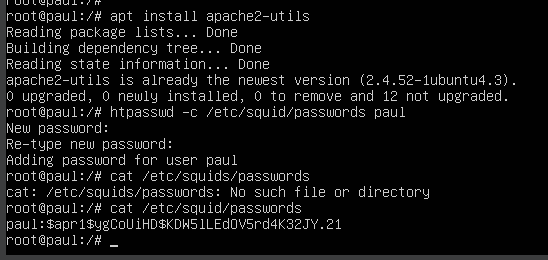 root@paul:/#
root@paul:/# apt install apache2-utils
Reading package lists... Done
Building dependency tree... Done
Reading state information... Done
apache2-utils is already the newest version (2.4.52-1ubuntu4.3).
0 upgraded, 0 newly installed, 0 to remove and 12 not upgraded.
root@paul:/# htpasswd -c /etc/squid/passwords paul
New password:
Re-type new password:
Adding password for user paul
root@paul:/# cat /etc/squids/passwords
cat: /etc/squids/passwords: No such file or directory
root@paul:/# cat /etc/squid/passwords
paul:$apr1$ygCoUiHD$KDW5lLEdOV5rd4K32JY.21
root@paul:/# _